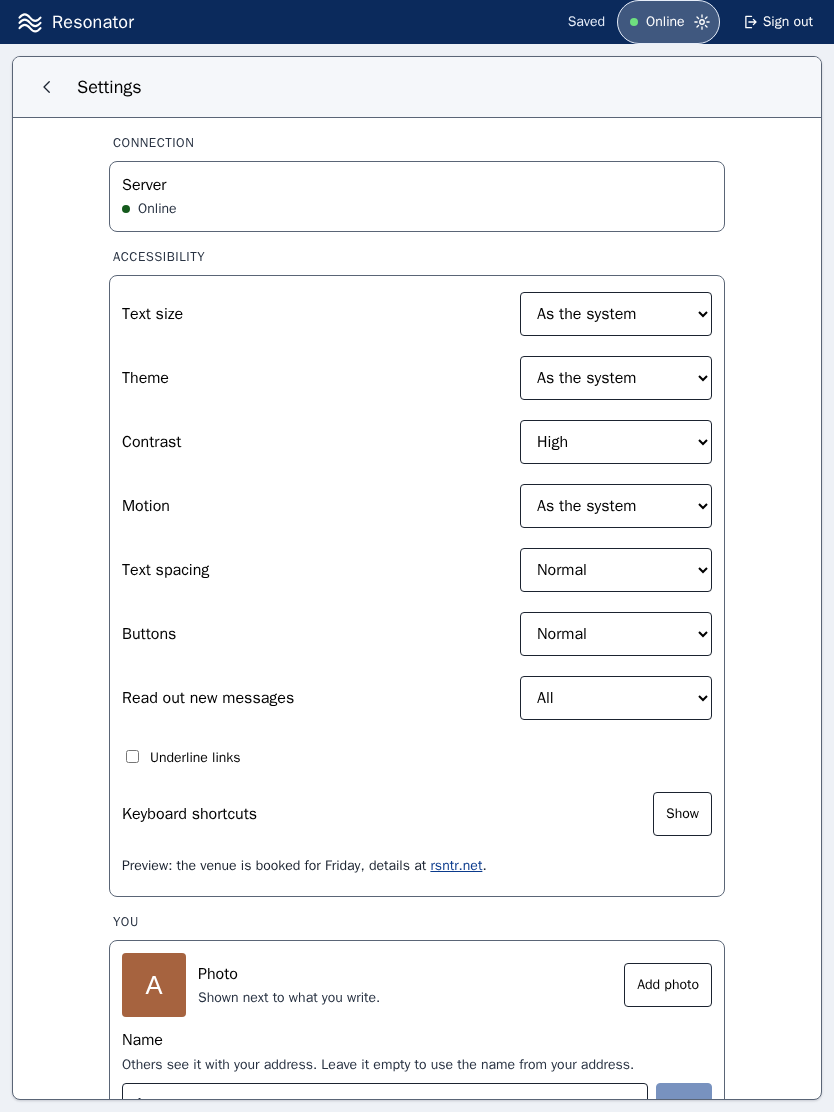 Resonator
Saved
Online
Sign out
Settings
CONNECTION
Server
Online
ACCESSIBILITY
Text size
As the system
Theme
As the system
Contrast
High
Motion
As the system
Text spacing
Normal
Buttons
Normal
Read out new messages
All
Underline links
Keyboard shortcuts
Show
Preview: the venue is booked for Friday, details at rsntr.net.
YOU
A
Photo
Shown next to what you write.
Add photo
Name
Others see it with your address. Leave it empty to use the name from your address.